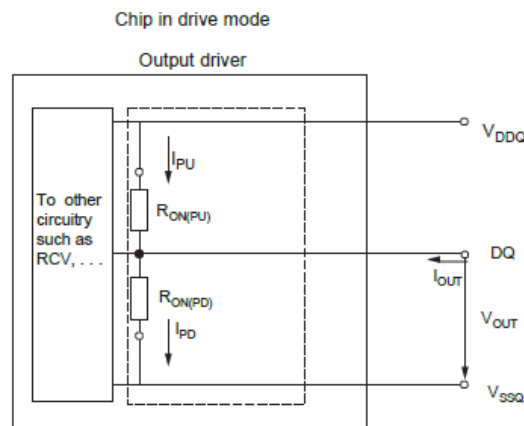 Chip in drive mode
Output driver
To other
circuitry
such as
RCV, . . .
IPU
RON(PU)
RON(PD)
IPD
VDDQ
DQ
IOUT
VOUT
VSSQ